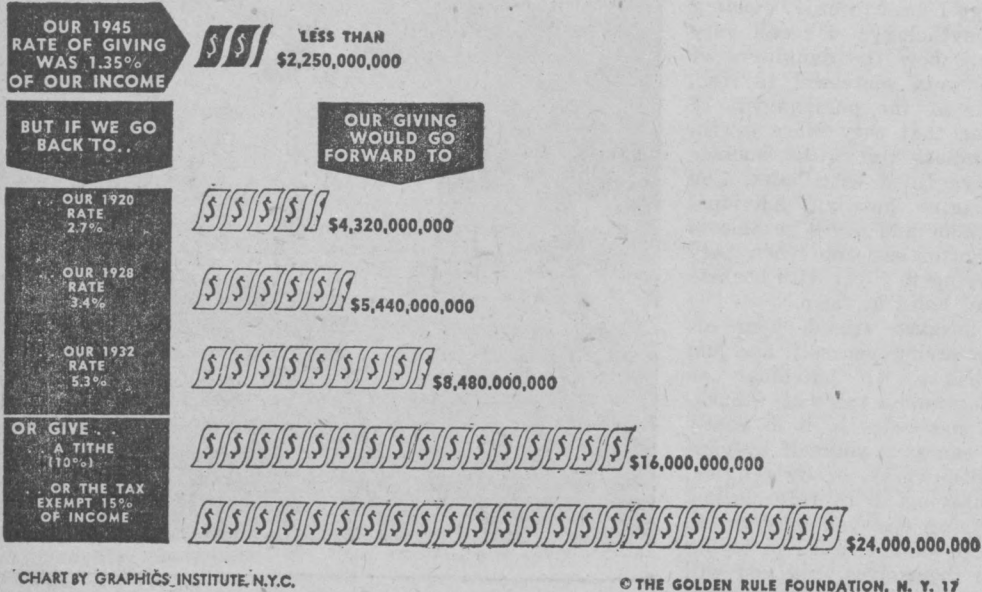 OUR 1945
RATE OF GIVING
WAS 1.35%
OF OUR INCOME
LESS THAN
$2,250,000,000
BUT IF WE GO
BACK TO..
OUR GIVING
WOULD GO
FORWARD TO
.. OUR 1920
RATE
2.7%
$4,320,000,000
.. OUR 1928
RATE
3.4%
$5,440,000,000
.. OUR 1932
RATE
5.3%
$8,480,000,000
OR GIVE ..
.. A TITHE
(10%)
$16,000,000,000
.. OR THE TAX
EXEMPT 15%
OF INCOME
$24,000,000,000
CHART BY GRAPHICS INSTITUTE, N.Y.C.
© THE GOLDEN RULE FOUNDATION, N. Y. 17